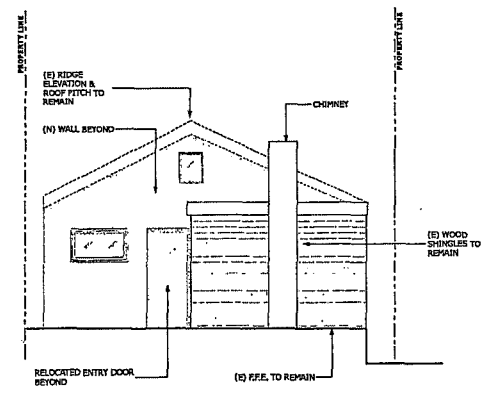 PROPERTY LINE
PROPERTY LINE
(E) RIDGE
ELEVATION &
ROOF PITCH TO
REMAIN
CHIMNEY
(N) WALL BEYOND
(E) WOOD
SHINGLES TO
REMAIN
RELOCATED ENTRY DOOR
BEYOND
(E) F.F.E. TO REMAIN